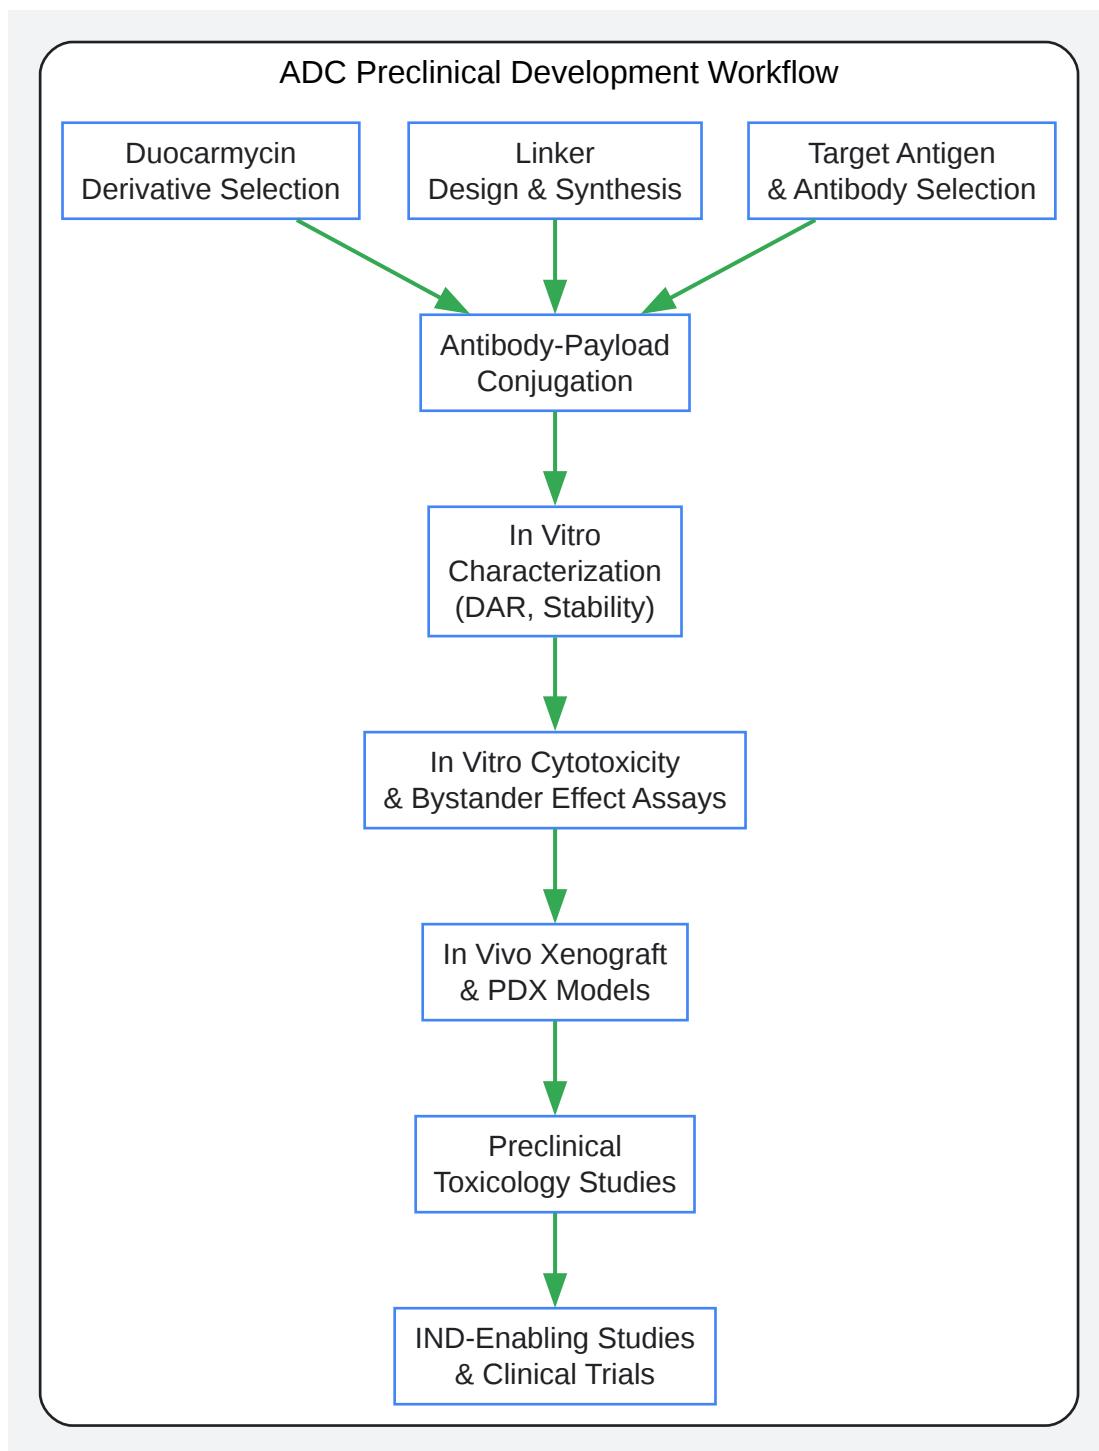 ADC Preclinical Development Workflow
Duocarmycin
Derivative Selection
Linker
Design & Synthesis
Target Antigen
& Antibody Selection
Antibody-Payload
Conjugation
In Vitro
Characterization
(DAR, Stability)
In Vitro Cytotoxicity
& Bystander Effect Assays
In Vivo Xenograft
& PDX Models
Preclinical
Toxicology Studies
IND-Enabling Studies
& Clinical Trials